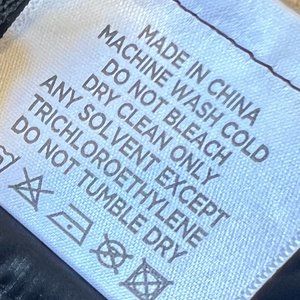 MADE IN CHINA
MACHINE WASH COLD
DO NOT BLEACH
DRY CLEAN ONLY
ANY SOLVENT EXCEPT
TRICHLOROETHYLENE
DO NOT TUMBLE DRY